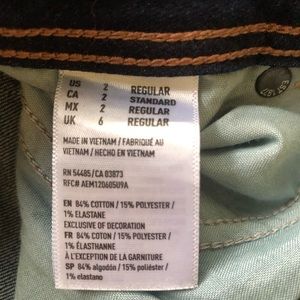 US 2 REGULAR
CA 2 STANDARD
MX 2 REGULAR
UK 6 REGULAR
MADE IN VIETNAM / FABRIQUÉ AU
VIETNAM / HECHO EN VIETNAM
RN 54485/CA 03873
RFC# AEM120605U9A
EN 84% COTTON / 15% POLYESTER /
1% ELASTANE
EXCLUSIVE OF DECORATION
FR 84% COTON / 15% POLYESTER /
1% ÉLASTHANNE
À L'EXCEPTION DE LA GARNITURE
SP 84% algodón / 15% poliéster /
1% elastano